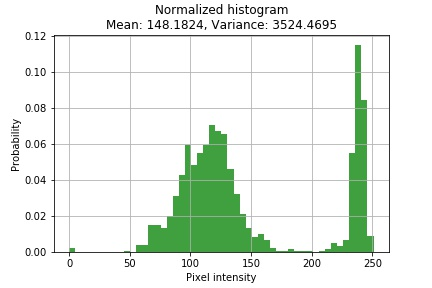 Normalized histogram
Mean: 148.1824, Variance: 3524.4695
0.12
0.10
0.08
0.06
0.04
0.02
0.00
Probability
0 50 100 150 200 250
Pixel intensity